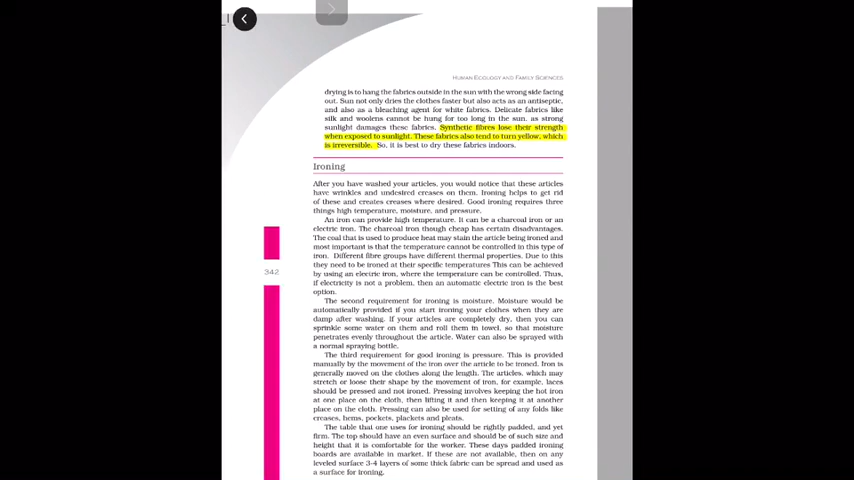 HUMAN ECOLOGY AND FAMILY SCIENCES
drying is to hang the fabrics outside in the sun with the wrong side facing
out. Sun not only dries the clothes faster but also acts as an antiseptic,
and also as a bleaching agent for white fabrics. Delicate fabrics like
silk and woolens cannot be hung for too long in the sun, as strong
sunlight damages these fabrics. Synthetic fibres lose their strength
when exposed to sunlight. These fabrics also tend to turn yellow, which
is irreversible. So, it is best to dry these fabrics indoors.
Ironing
After you have washed your articles, you would notice that these articles
have wrinkles and undesired creases on them. Ironing helps to get rid
of these and creates creases where desired. Good ironing requires three
things high temperature, moisture, and pressure.
An iron can provide high temperature. It can be a charcoal iron or an
electric iron. The charcoal iron though cheap has certain disadvantages.
The coal that is used to produce heat may stain the article being ironed and
most important is that the temperature cannot be controlled in this type of
iron. Different fibre groups have different thermal properties. Due to this
they need to be ironed at their specific temperatures This can be achieved
by using an electric iron, where the temperature can be controlled. Thus,
if electricity is not a problem, then an automatic electric iron is the best
option.
342
The second requirement for ironing is moisture. Moisture would be
automatically provided if you start ironing your clothes when they are
damp after washing. If your articles are completely dry, then you can
sprinkle some water on them and roll them in towel, so that moisture
penetrates evenly throughout the article. Water can also be sprayed with
a normal spraying bottle.
The third requirement for good ironing is pressure. This is provided
manually by the movement of the iron over the article to be ironed. Iron is
generally moved on the clothes along the length. The articles, which may
stretch or loose their shape by the movement of iron, for example, laces
should be pressed and not ironed. Pressing involves keeping the hot iron
at one place on the cloth, then lifting it and then keeping it at another
place on the cloth. Pressing can also be used for setting of any folds like
creases, hems, pockets, plackets and pleats.
The table that one uses for ironing should be rightly padded, and yet
firm. The top should have an even surface and should be of such size and
height that it is comfortable for the worker. These days padded ironing
boards are available in market. If these are not available, then on any
leveled surface 3-4 layers of some thick fabric can be spread and used as
a surface for ironing.